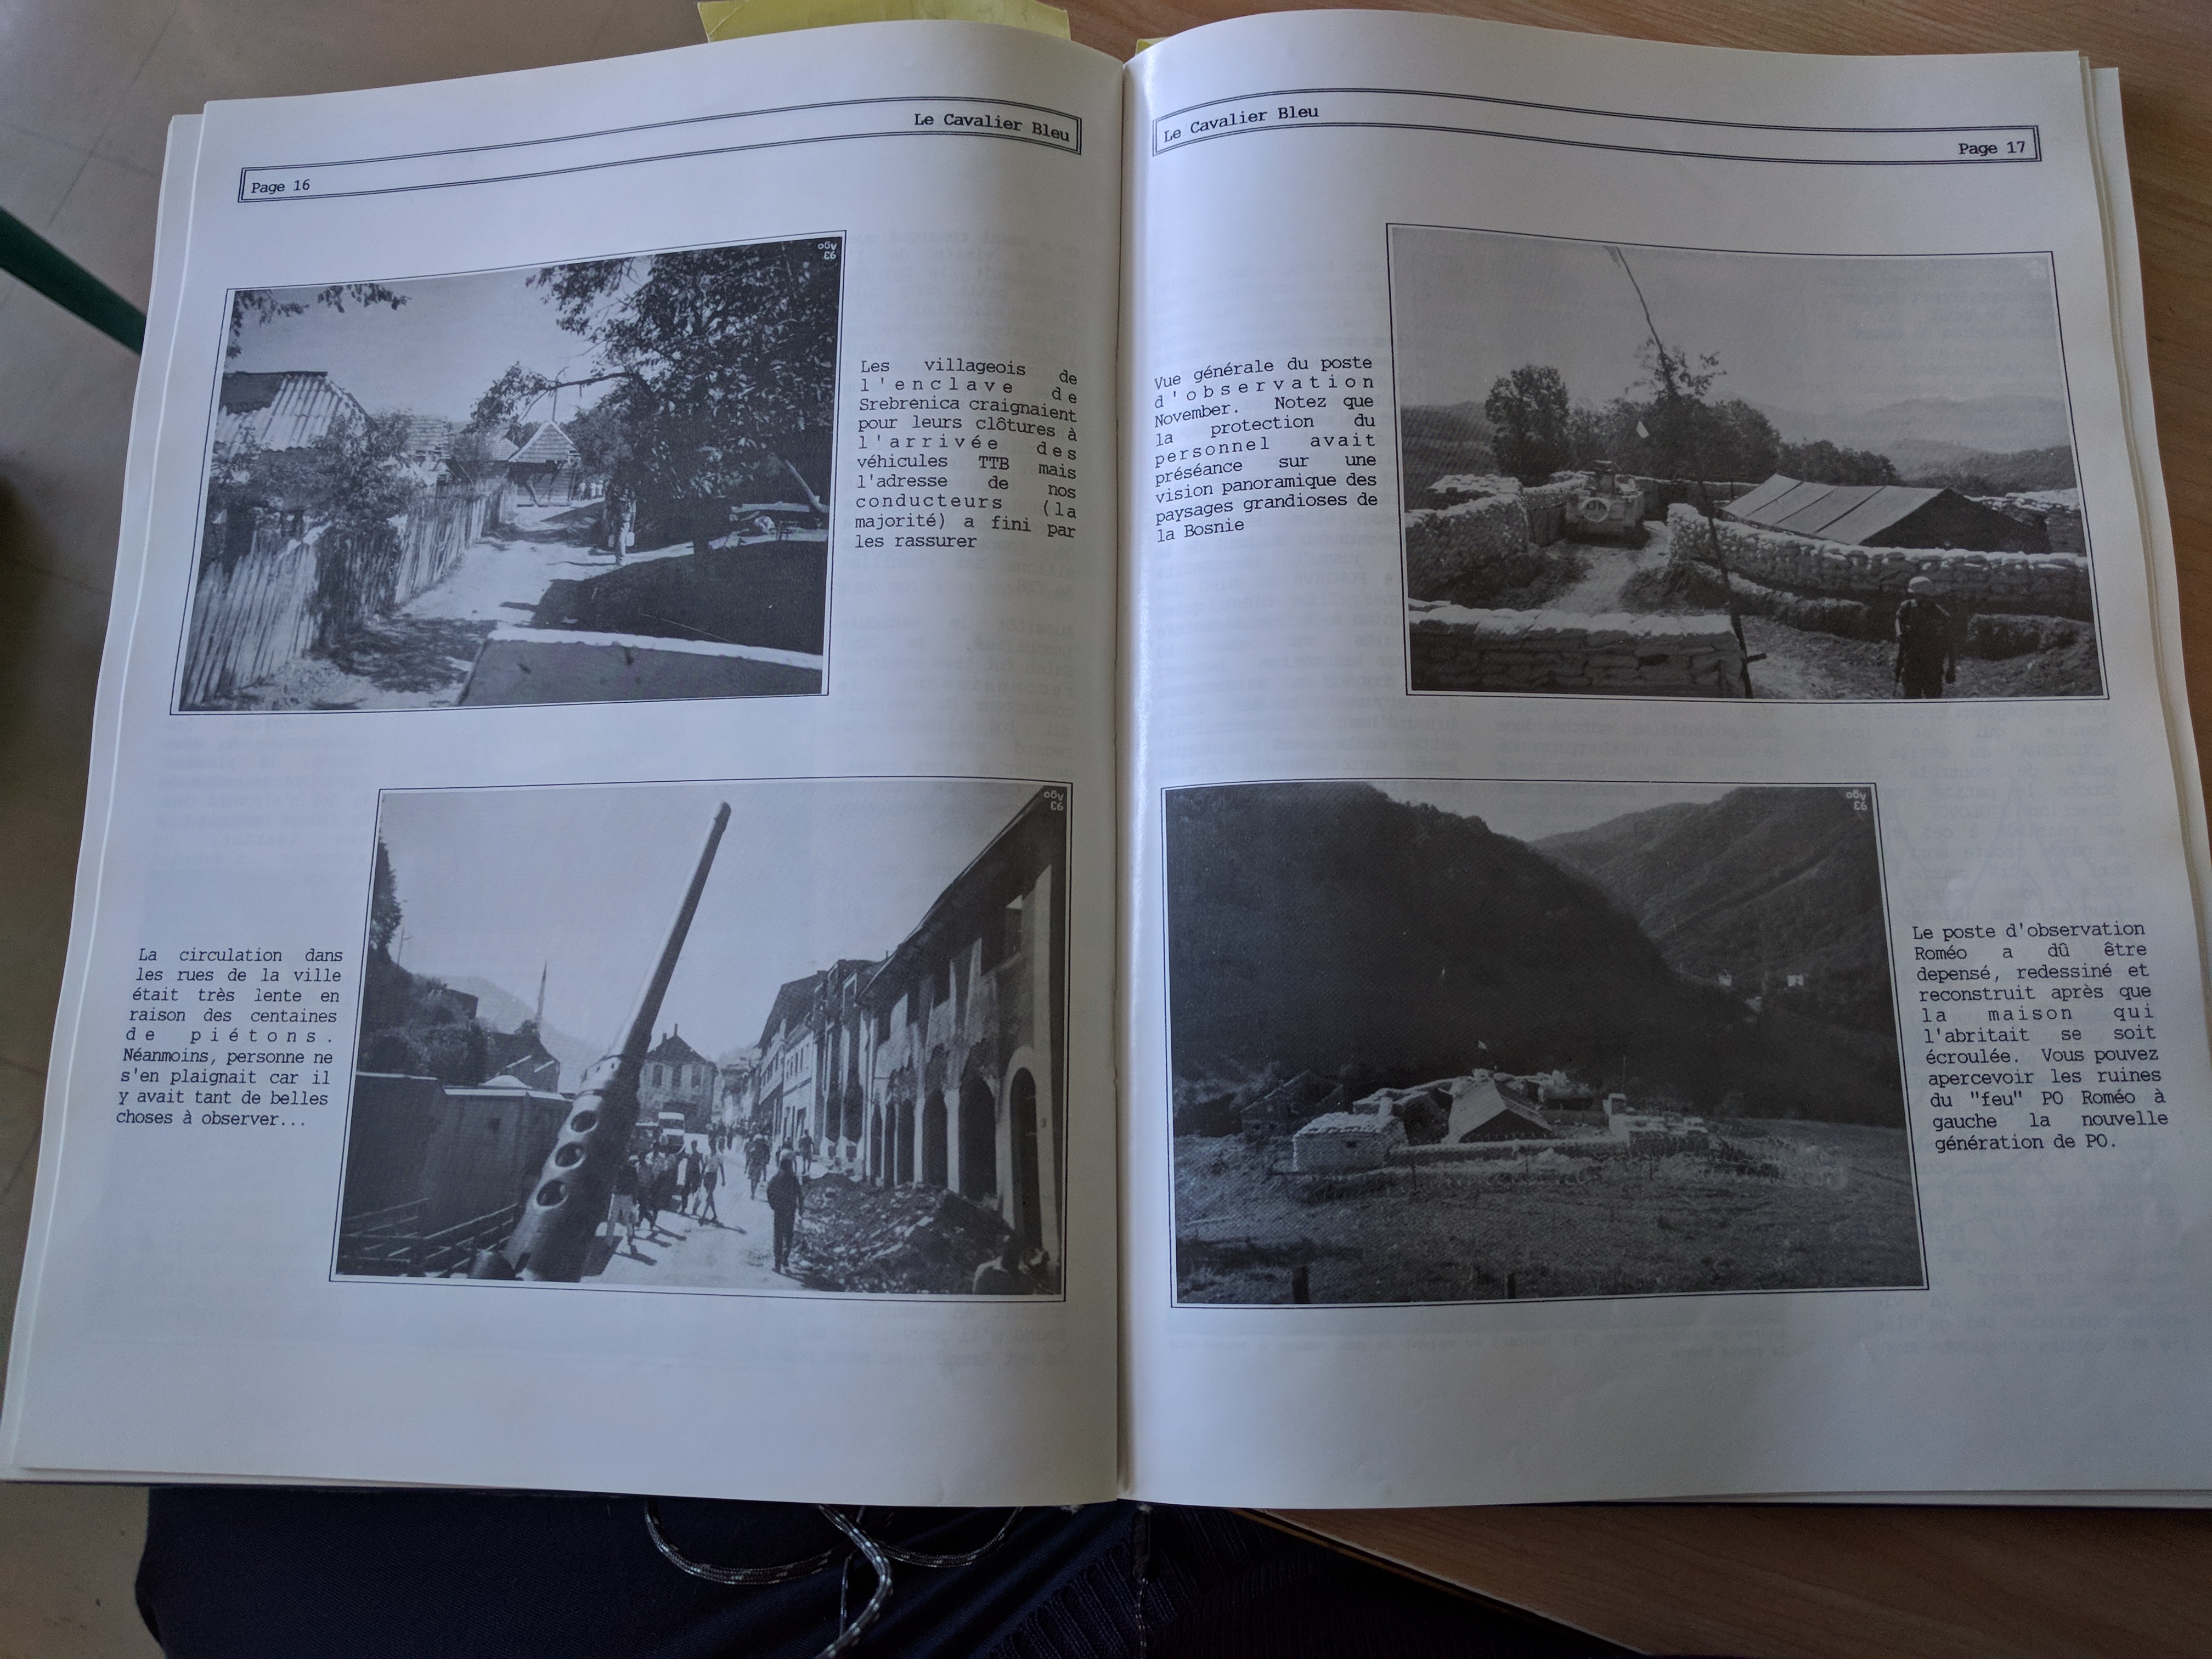 Le Cavalier Bleu
Page 16
Les villageois de
l'enclave de
Srebrenica craignaient
pour leurs clôtures à
l'arrivée des
véhicules TTB mais
l'adresse de nos
conducteurs (la
majorité) a fini par
les rassurer
La circulation dans
les rues de la ville
était très lente en
raison des centaines
de piétons.
Néanmoins, personne ne
s'en plaignait car il
y avait tant de belles
choses à observer...
Le Cavalier Bleu
Page 17
Vue générale du poste
d'observation
November. Notez que
la protection du
personnel avait
préséance sur une
vision panoramique des
paysages grandioses de
la Bosnie
Le poste d'observation
Roméo a dû être
depensé, redessiné et
reconstruit après que
la maison qui
l'abritait se soit
écroulée. Vous pouvez
apercevoir les ruines
du "feu" PO Roméo à
gauche la nouvelle
génération de PO.